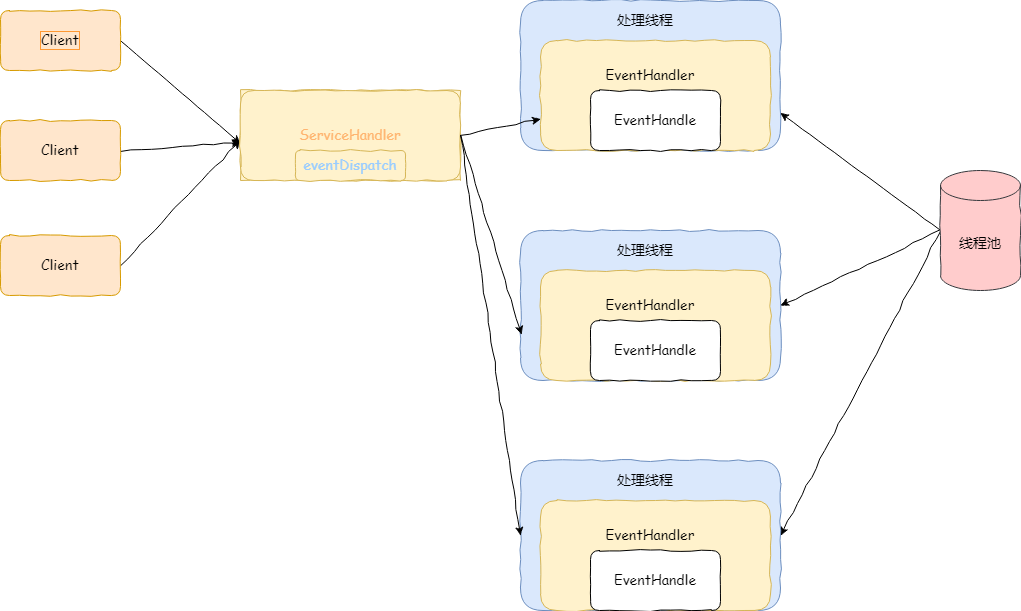 Client
Client
Client
ServiceHandler
eventDispatch
处理线程
EventHandler
EventHandle
处理线程
EventHandler
EventHandle
处理线程
EventHandler
EventHandle
线程池